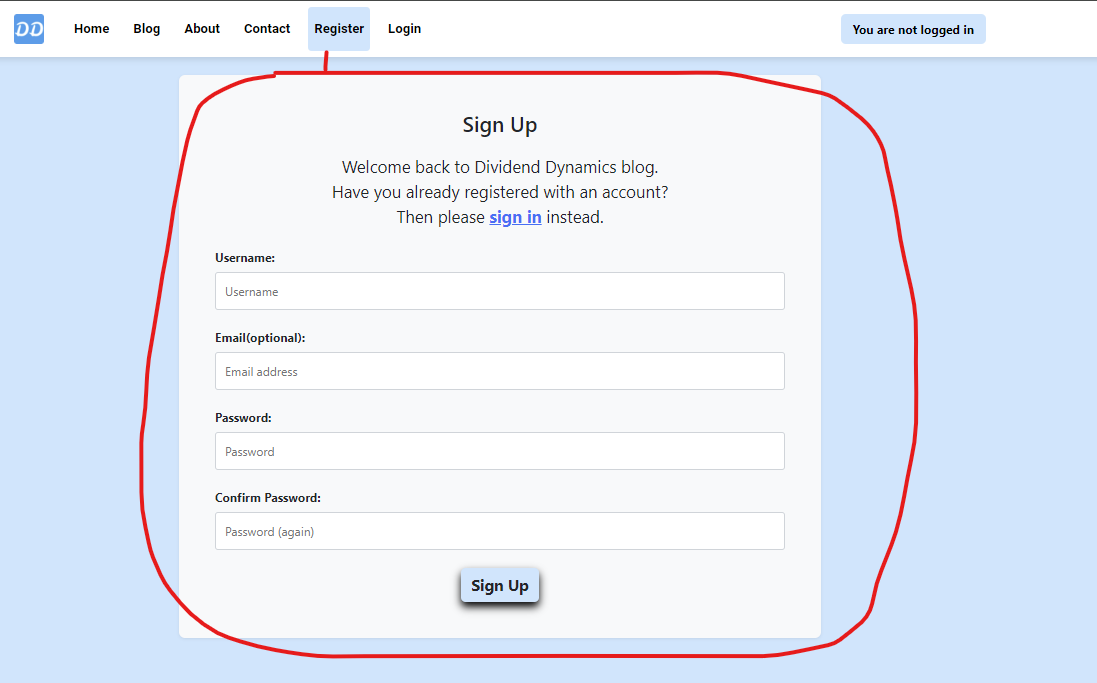 DD Home Blog About Contact Register Login You are not logged in
Sign Up
Welcome back to Dividend Dynamics blog.
Have you already registered with an account?
Then please sign in instead.
Username:
Username
Email(optional):
Email address
Password:
Password
Confirm Password:
Password (again)
Sign Up